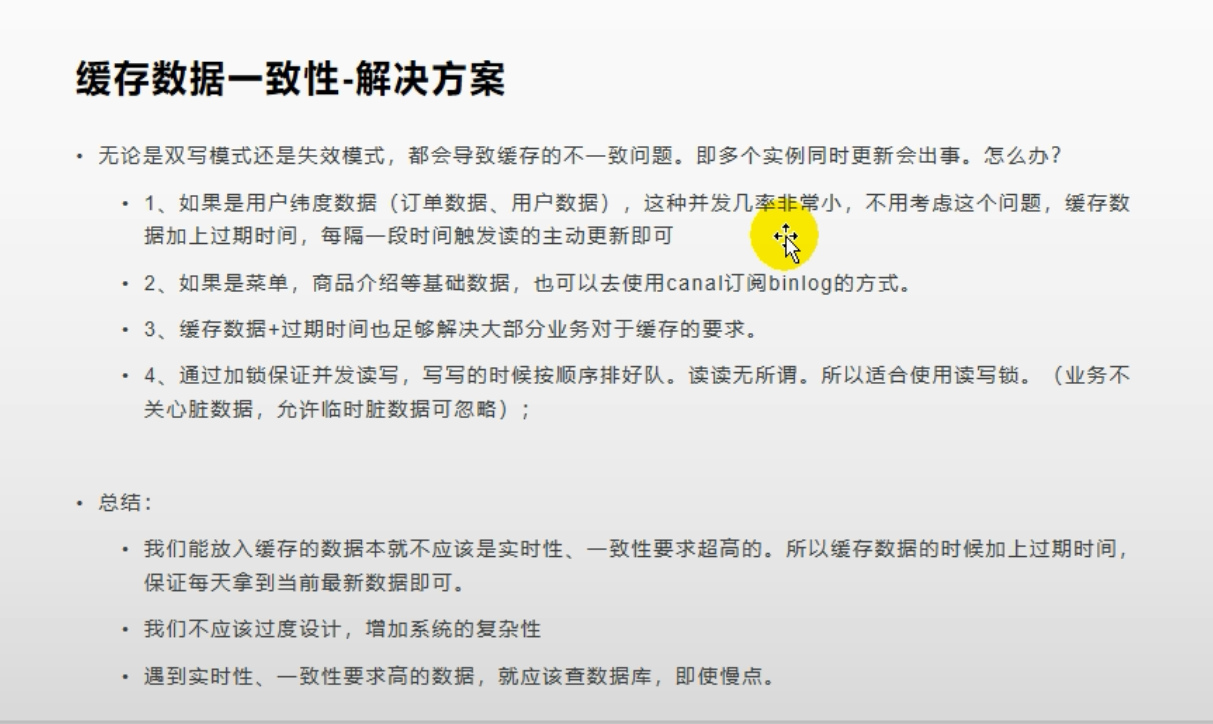 缓存数据一致性-解决方案
• 无论是双写模式还是失效模式，都会导致缓存的不一致问题。即多个实例同时更新会出事。怎么办？
• 1、如果是用户纬度数据（订单数据、用户数据），这种并发几率非常小，不用考虑这个问题，缓存数
据加上过期时间，每隔一段时间触发读的主动更新即可
• 2、如果是菜单，商品介绍等基础数据，也可以去使用canal订阅binlog的方式。
• 3、缓存数据+过期时间也足够解决大部分业务对于缓存的要求。
• 4、通过加锁保证并发读写，写写的时候按顺序排好队。读读无所谓。所以适合使用读写锁。（业务不
关心脏数据，允许临时脏数据可忽略）；
• 总结：
• 我们能放入缓存的数据本就不应该是实时性、一致性要求超高的。所以缓存数据的时候加上过期时间，
保证每天拿到当前最新数据即可。
• 我们不应该过度设计，增加系统的复杂性
• 遇到实时性、一致性要求高的数据，就应该查数据库，即使慢点。